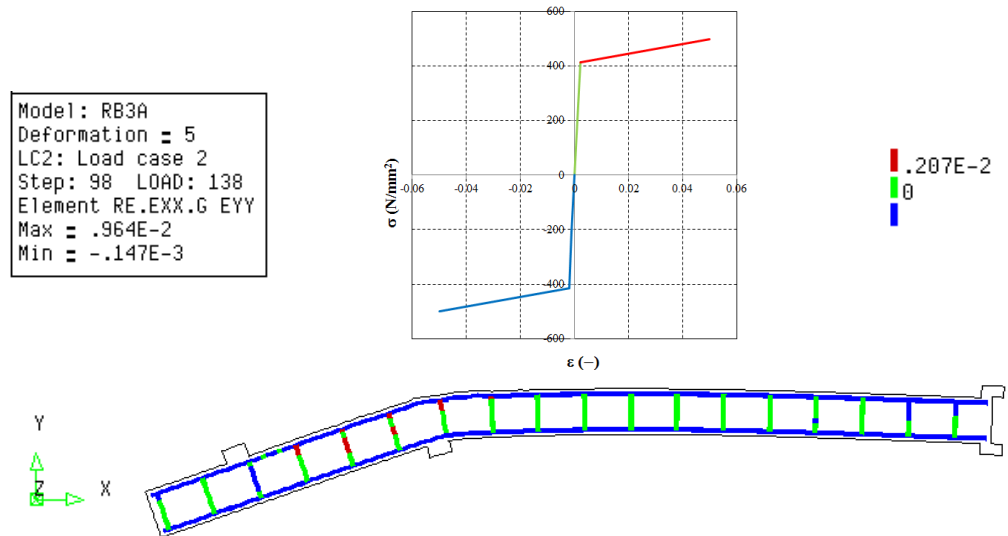 Model: RB3A
Deformation = 5
LC2: Load case 2
Step: 98 LOAD: 138
Element RE.EXX.G EYY
Max = .964E-2
Min = -.147E-3
600
400
200
0
-0.06 -0.04 -0.02 0 0.02 0.04 0.06
-200
-400
-600
σ (N/mm²)
ε (−)
.207E-2
0
Y
Z
X